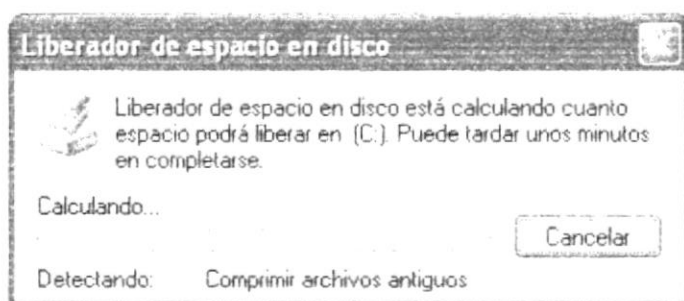 Liberador de espacio en disco
Liberador de espacio en disco está calculando cuanto
espacio podrá liberar en (C:). Puede tardar unos minutos
en completarse.
Calculando...
Cancelar
Detectando: Comprimir archivos antiguos